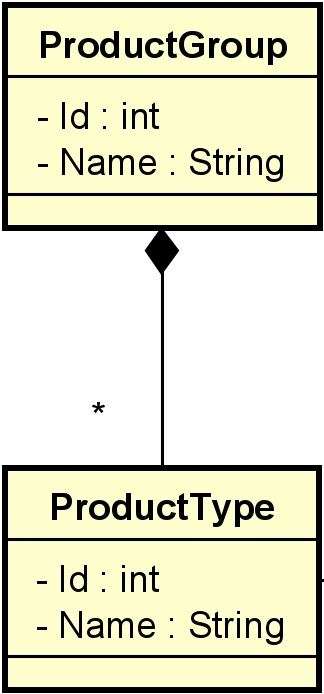 ProductGroup
- Id : int
- Name : String
*
ProductType
- Id : int
- Name : String